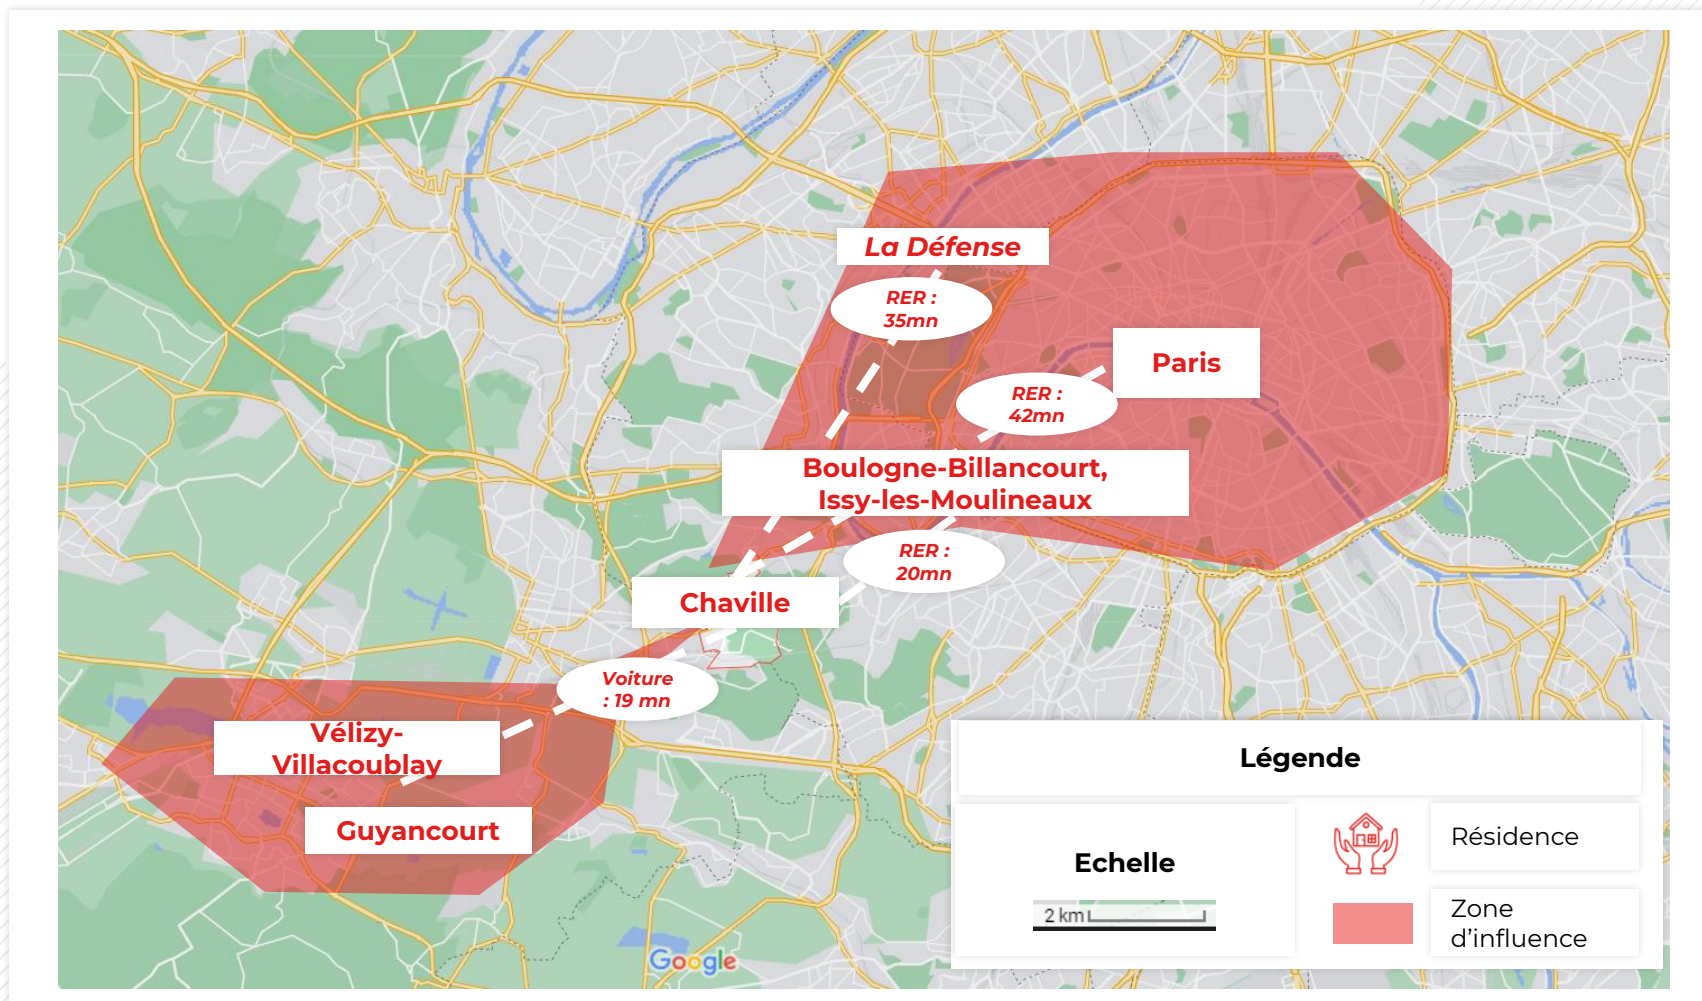 La Défense
RER :
35mn
Paris
RER :
42mn
Boulogne-Billancourt,
Issy-les-Moulineaux
RER :
20mn
Chaville
Voiture
: 19 mn
Vélizy-
Villacoublay
Guyancourt
Légende
Echelle
2 km
Résidence
Zone
d’influence
Google